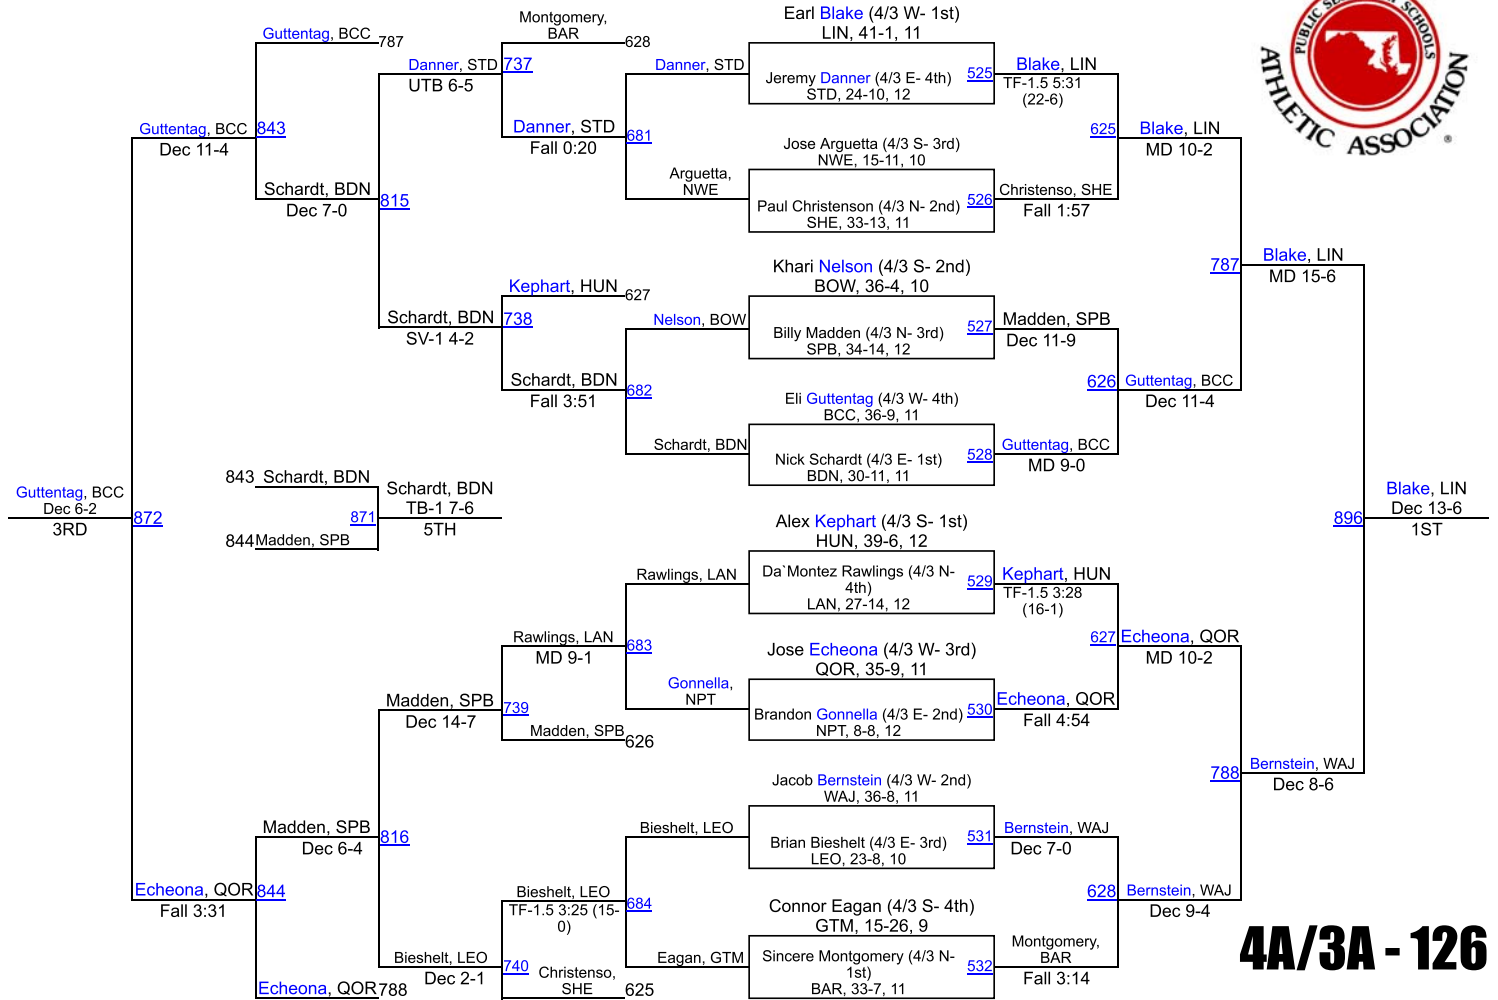 PUBLIC SE
SCHOOLS
ATHLETIC ASSOCIATION
®
Guttentag, BCC 787
Guttentag, BCC 843
Dec 11-4
Schardt, BDN
Dec 7-0
815
Danner, STD 737
UTB 6-5
Montgomery,
BAR
628
Danner, STD
Fall 0:20
681
Danner, STD
Arguetta,
NWE
Schardt, BDN 738
SV-1 4-2
Kephart, HUN 627
Schardt, BDN
Fall 3:51
682
Nelson, BOW
Schardt, BDN
Earl Blake (4/3 W- 1st)
LIN, 41-1, 11
Jeremy Danner (4/3 E- 4th)
STD, 24-10, 12
525
Jose Arguetta (4/3 S- 3rd)
NWE, 15-11, 10
Paul Christenson (4/3 N- 2nd)
SHE, 33-13, 11
526
Khari Nelson (4/3 S- 2nd)
BOW, 36-4, 10
Billy Madden (4/3 N- 3rd)
SPB, 34-14, 12
527
Eli Guttentag (4/3 W- 4th)
BCC, 36-9, 11
Nick Schardt (4/3 E- 1st)
BDN, 30-11, 11
528
Blake, LIN
TF-1.5 5:31
(22-6)
625
Christenso, SHE
Fall 1:57
Blake, LIN
MD 10-2
Madden, SPB
Dec 11-9
626
Guttentag, BCC
MD 9-0
Guttentag, BCC
Dec 11-4
787
Blake, LIN
MD 15-6
Guttentag, BCC
Dec 6-2
3RD
872
843 Schardt, BDN
844 Madden, SPB
871
Schardt, BDN
TB-1 7-6
5TH
896
Blake, LIN
Dec 13-6
1ST
Alex Kephart (4/3 S- 1st)
HUN, 39-6, 12
Da`Montez Rawlings (4/3 N-
4th)
LAN, 27-14, 12
529
Jose Echeona (4/3 W- 3rd)
QOR, 35-9, 11
Brandon Gonnella (4/3 E- 2nd)
NPT, 8-8, 12
530
Jacob Bernstein (4/3 W- 2nd)
WAJ, 36-8, 11
Brian Bieshelt (4/3 E- 3rd)
LEO, 23-8, 10
531
Connor Eagan (4/3 S- 4th)
GTM, 15-26, 9
Sincere Montgomery (4/3 N-
1st)
BAR, 33-7, 11
532
Kephart, HUN
TF-1.5 3:28
(16-1)
627
Echeona, QOR
Fall 4:54
Echeona, QOR
MD 10-2
Bernstein, WAJ
Dec 7-0
628
Montgomery,
BAR
Fall 3:14
Bernstein, WAJ
Dec 9-4
788
Bernstein, WAJ
Dec 8-6
Rawlings, LAN
683
Gonnella,
NPT
Rawlings, LAN
MD 9-1
739
Madden, SPB 626
Madden, SPB
Dec 14-7
Madden, SPB
Dec 6-4
816
Echeona, QOR 844
Fall 3:31
Echeona, QOR 788
Bieshelt, LEO
684
Eagan, GTM
Bieshelt, LEO
TF-1.5 3:25 (15-
0)
Bieshelt, LEO 740
Dec 2-1
Christenso,
SHE
625
4A/3A - 126